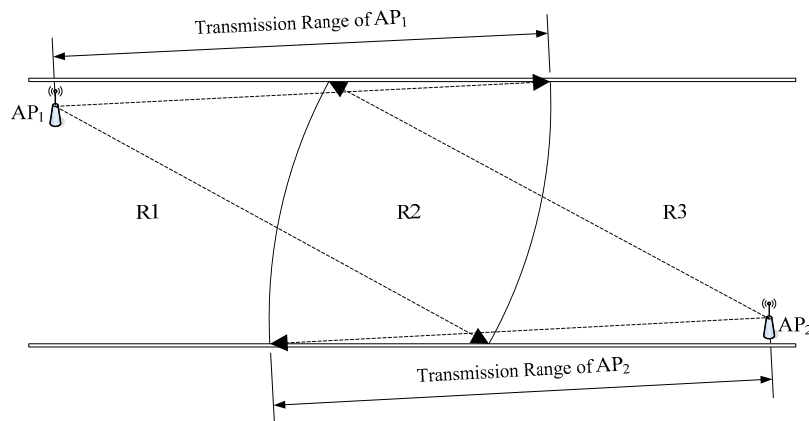 Transmission Range of AP₁
AP₁
R1
R2
R3
AP₂
Transmission Range of AP₂